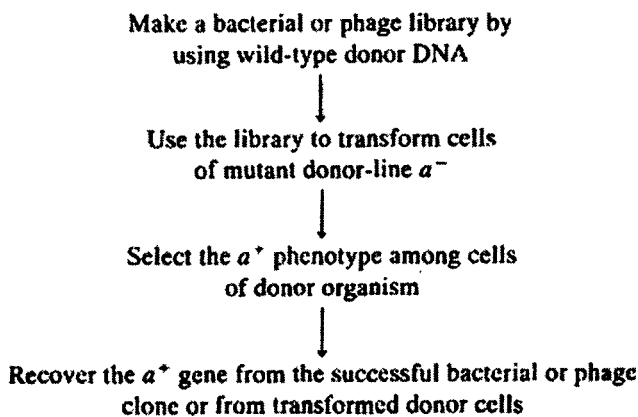 Make a bacterial or phage library by
using wild-type donor DNA
Use the library to transform cells
of mutant donor-line a⁻
Select the a⁺ phenotype among cells
of donor organism
Recover the a⁺ gene from the successful bacterial or phage
clone or from transformed donor cells